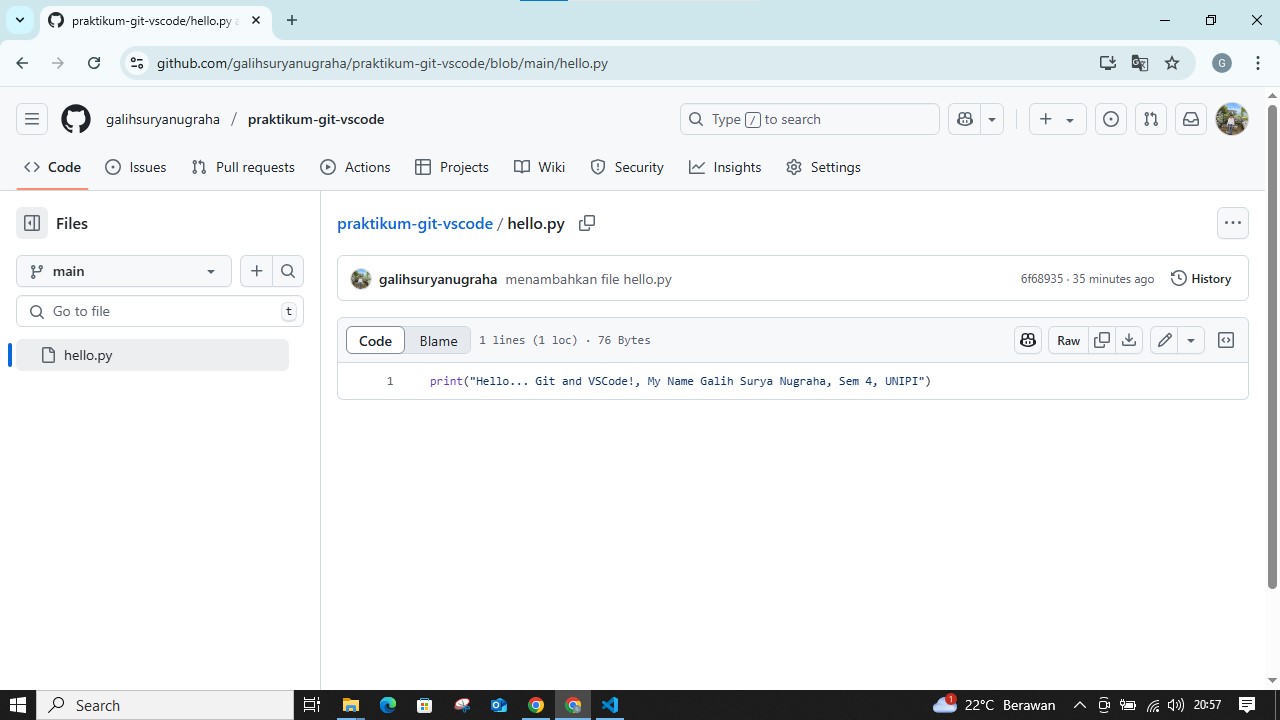 praktikum-git-vscode/hello.py a
github.com/galihsuryanugraha/praktikum-git-vscode/blob/main/hello.py
G
galihsuryanugraha / praktikum-git-vscode
Type / to search
Code Issues Pull requests Actions Projects Wiki Security Insights Settings
Files
main
Go to file t
hello.py
praktikum-git-vscode / hello.py
galihsuryanugraha menambahkan file hello.py 6f68935 · 35 minutes ago History
Code Blame 1 lines (1 loc) · 76 Bytes Raw
1 print("Hello... Git and VSCode!, My Name Galih Surya Nugraha, Sem 4, UNIPI")
Search 1 22°C Berawan 20:57